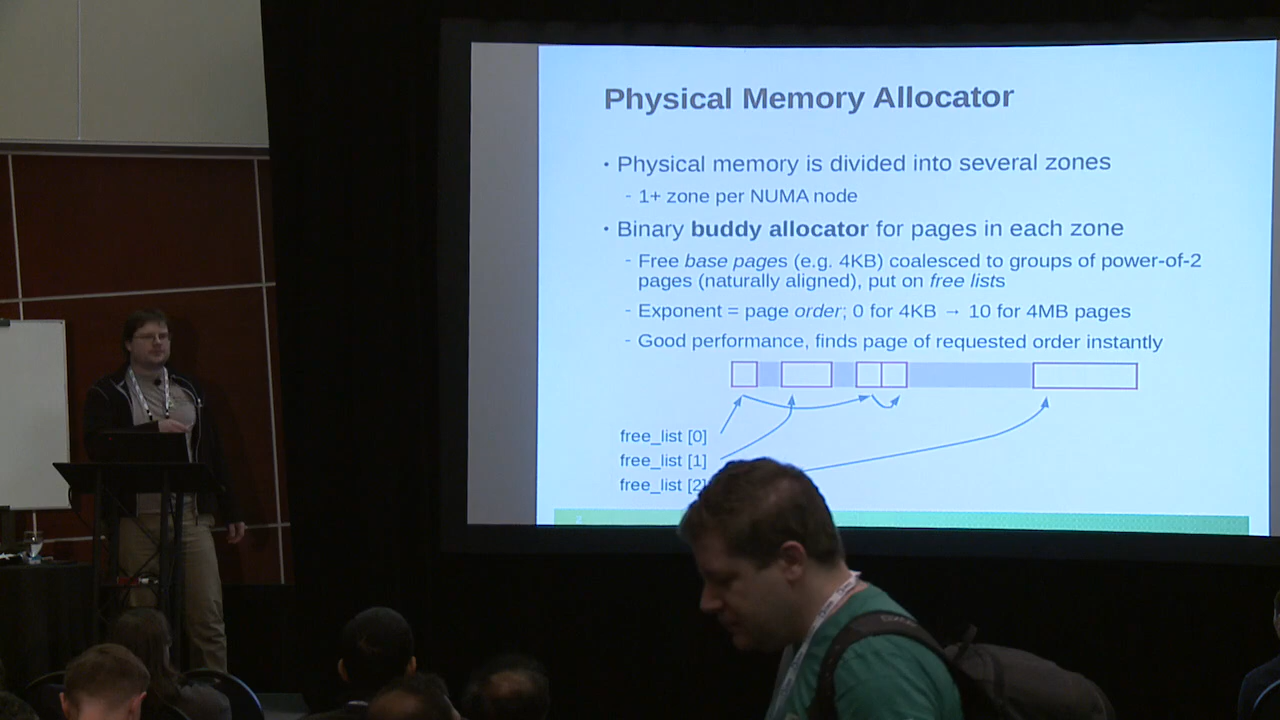 Physical Memory Allocator
· Physical memory is divided into several zones
- 1+ zone per NUMA node
· Binary buddy allocator for pages in each zone
- Free base pages (e.g. 4KB) coalesced to groups of power-of-2
pages (naturally aligned), put on free lists
- Exponent = page order; 0 for 4KB → 10 for 4MB pages
- Good performance, finds page of requested order instantly
free_list [0]
free_list [1]
free_list [2]